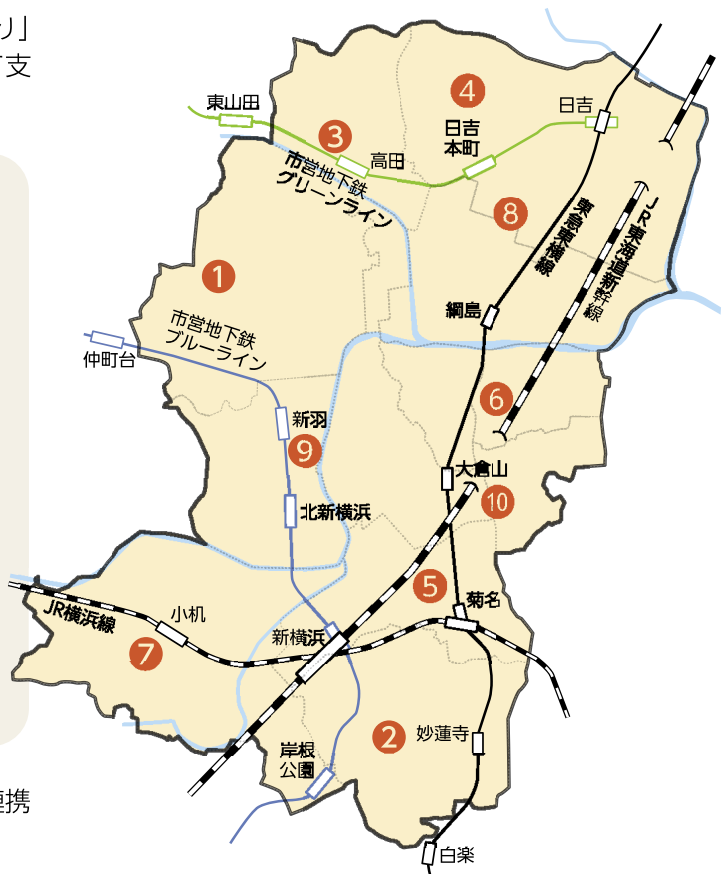 り」
支
東山田
3
4
日吉
本町
日吉
高田
市営地下鉄
グリーンライン
8
東急東横線
JR東海道新幹線
1
市営地下鉄
ブルーライン
綱島
仲町台
6
新羽
9
大倉山
10
北新横浜
5
菊名
JR横浜線
小机
新横浜
7
2
妙蓮寺
岸根
公園
携
白楽